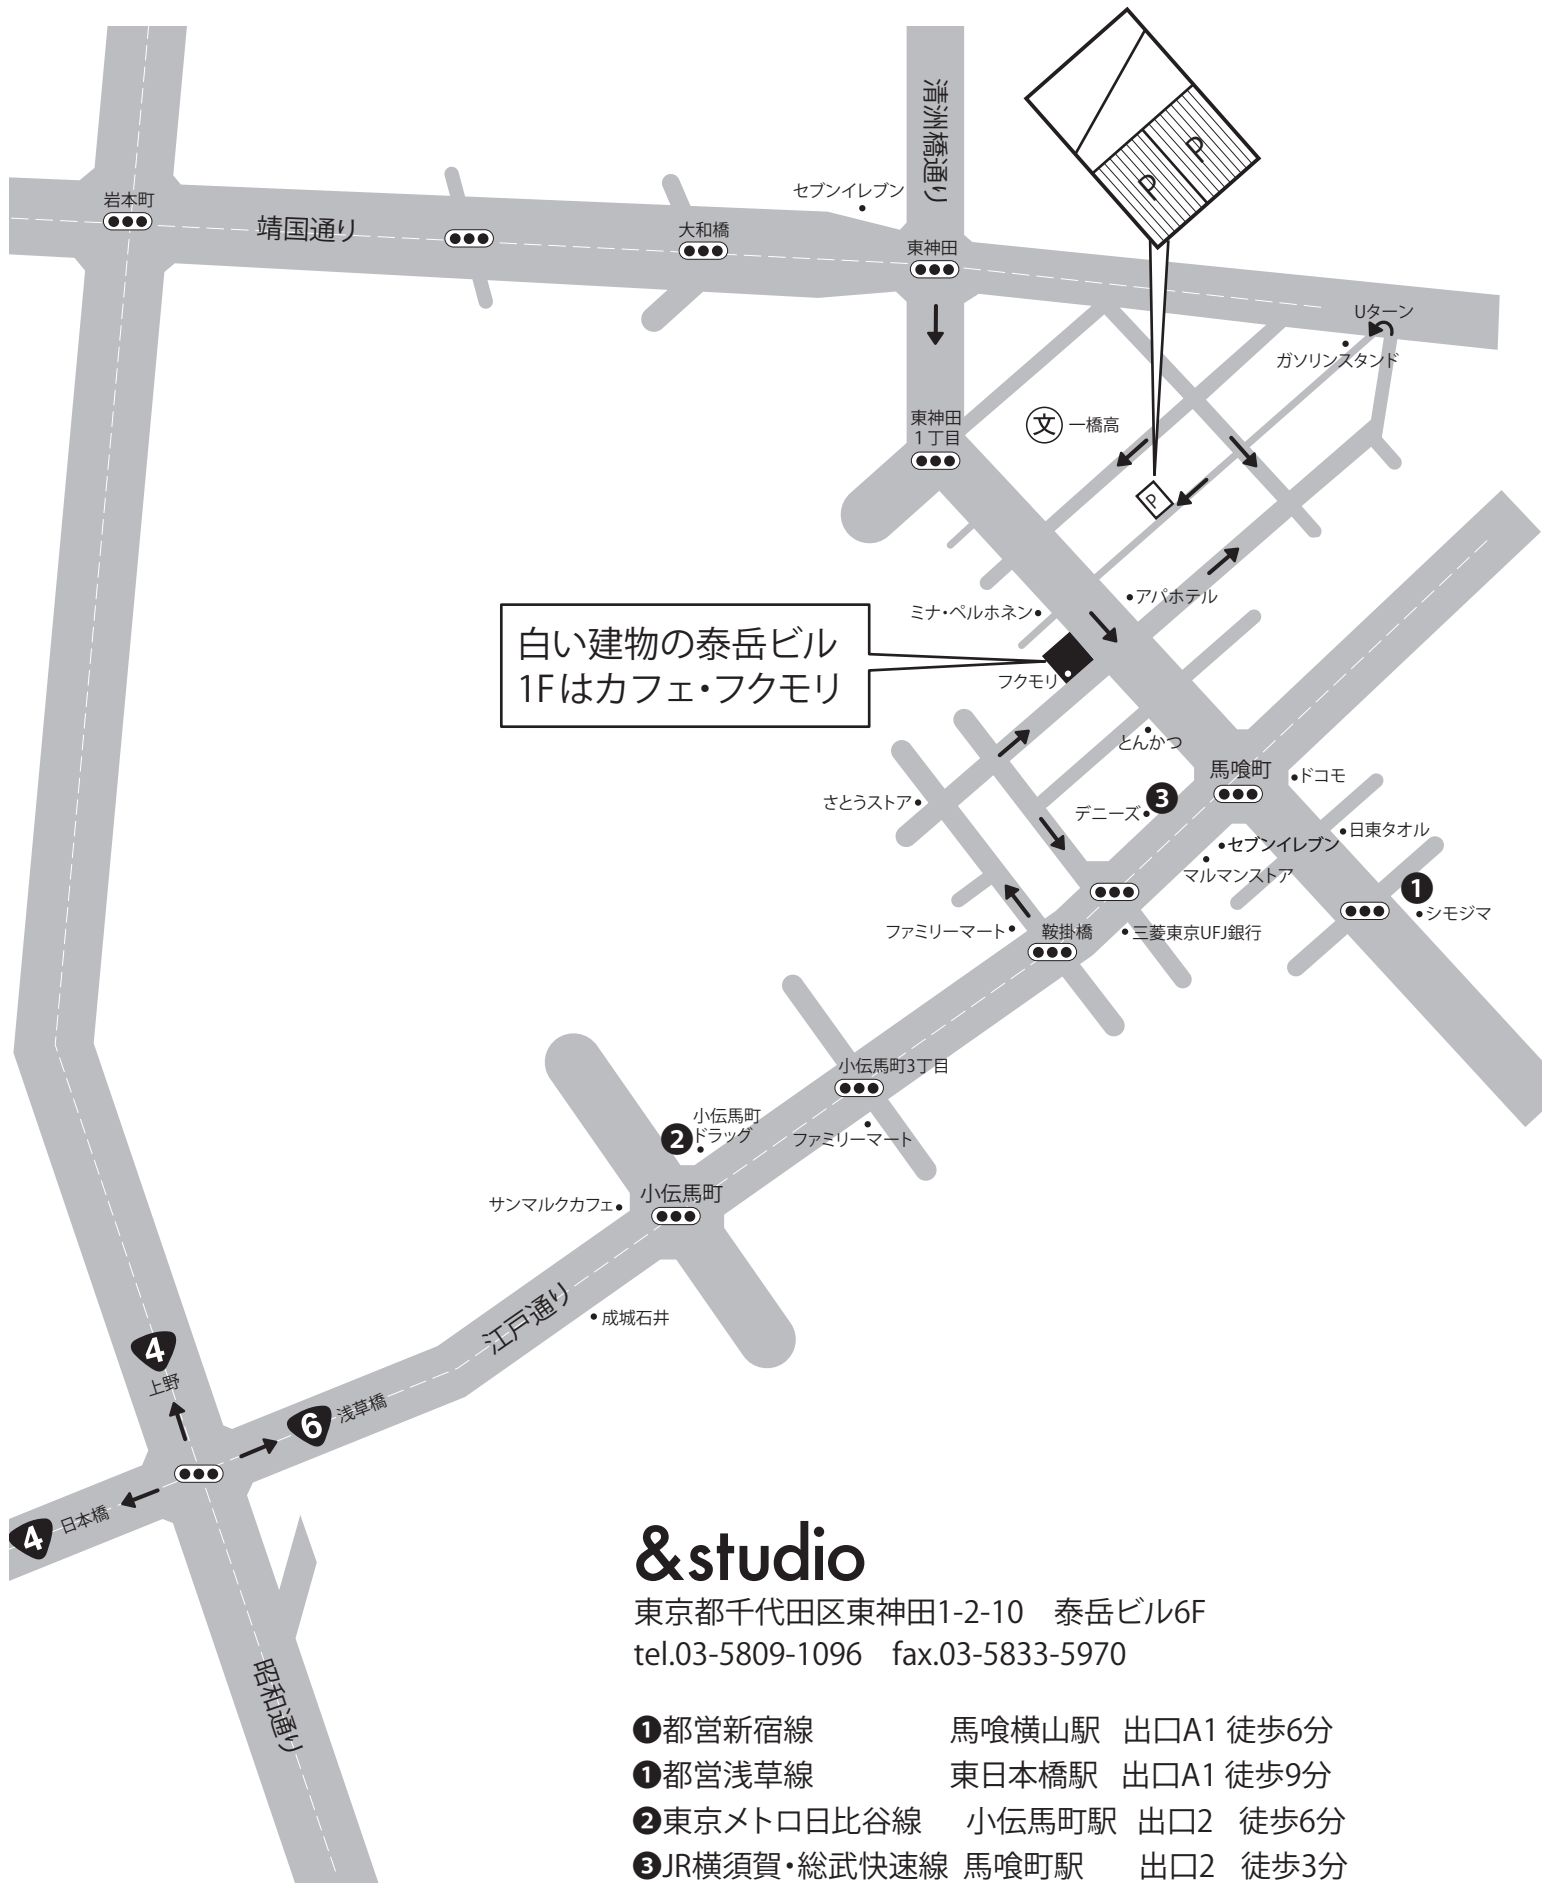 清洲橋通り
P
P
セブンイレブン
岩本町
靖国通り
大和橋
東神田
Uターン
ガソリンスタンド
東神田
1丁目
文
一橋高
P
アパホテル
ミナ・ペルホネン
白い建物の泰岳ビル
1Fはカフェ・フクモリ
フクモリ
とんかつ
馬喰町
ドコモ
さとうストア
デニーズ
3
日東タオル
セブンイレブン
マルマンストア
1
シモジマ
ファミリーマート
鞍掛橋
三菱東京UFJ銀行
小伝馬町3丁目
小伝馬町
ドラッグ
2
ファミリーマート
サンマルクカフェ
小伝馬町
江戸通り
成城石井
4
上野
6
浅草橋
4
日本橋
昭和通り
&studio
東京都千代田区東神田1-2-10　泰岳ビル6F
tel.03-5809-1096　fax.03-5833-5970
❶都営新宿線　馬喰横山駅　出口A1 徒歩6分
❶都営浅草線　東日本橋駅　出口A1 徒歩9分
❷東京メトロ日比谷線　小伝馬町駅　出口2　徒歩6分
❸JR横須賀・総武快速線　馬喰町駅　出口2　徒歩3分